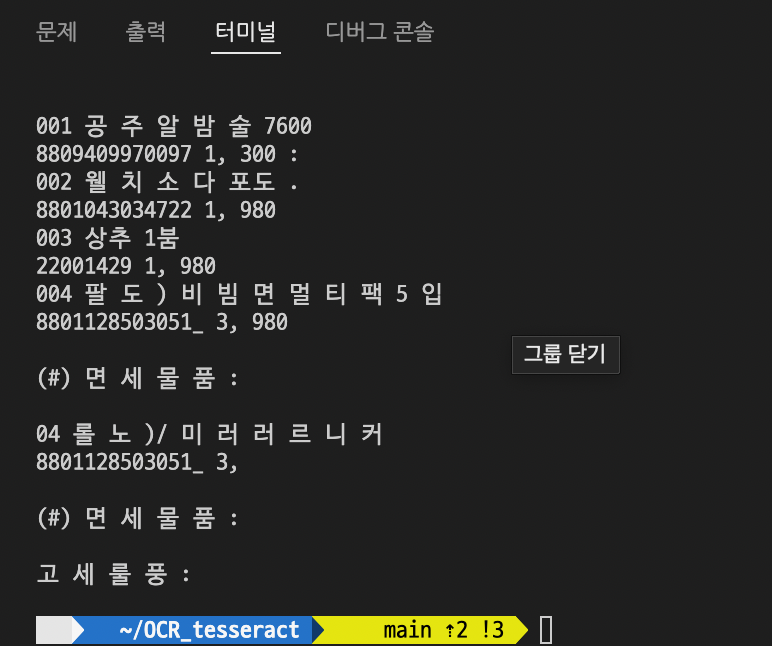 문제 출력 터미널 디버그 콘솔
001 공 주 알 밤 술 7600
8809409970097 1, 300 :
002 웰 치 소 다 포도 .
8801043034722 1, 980
003 상추 1붐
22001429 1, 980
004 팔 도 ) 비 빔 면 멀 티 팩 5 입
8801128503051_ 3, 980
그룹 닫기
(#) 면 세 물 품 :
04 롤 노 )/ 미 러 러 르 니 커
8801128503051_ 3,
(#) 면 세 물 품 :
고 세 룰 풍 :
~/OCR_tesseract main ⇡2 !3